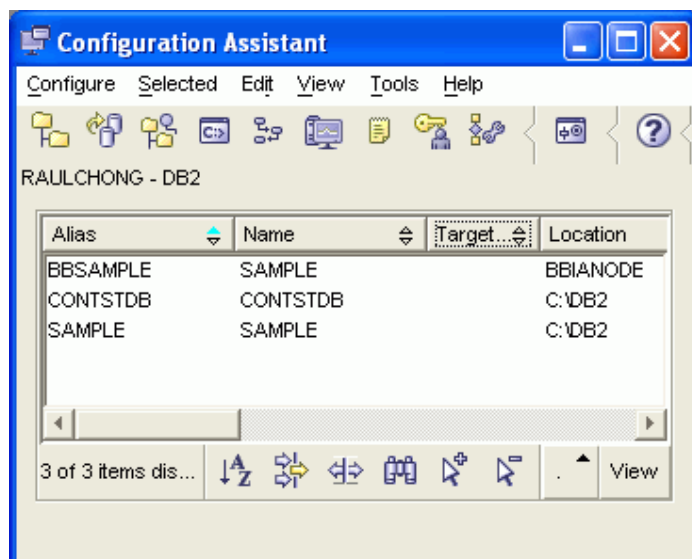 Configuration Assistant
Configure Selected Edit View Tools Help
RAULCHONG - DB2
Alias Name Target... Location
BBSAMPLE SAMPLE BBIANODE
CONTSTDB CONTSTDB C:\DB2
SAMPLE SAMPLE C:\DB2
3 of 3 items dis... . View